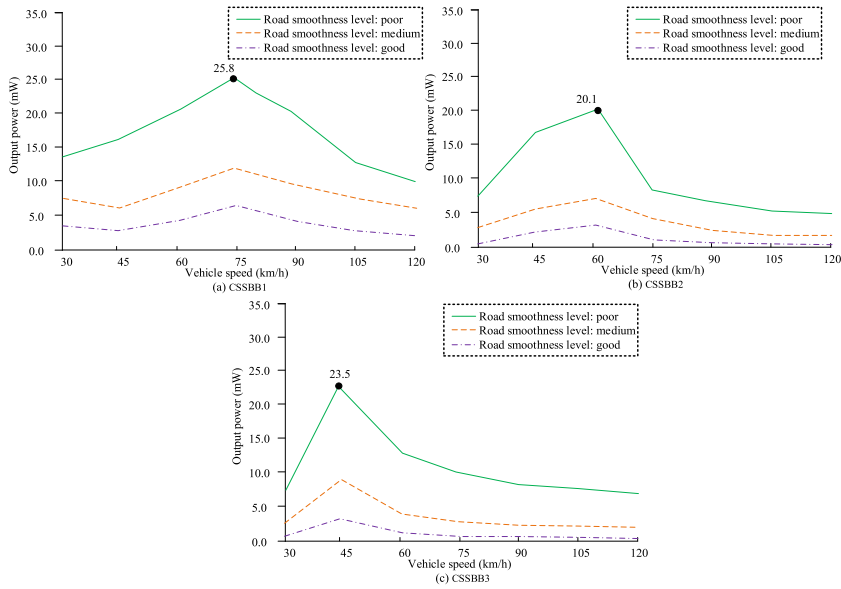 35.0
30.0
25.0
20.0
15.0
10.0
5.0
0.0
Output power (mW)
Road smoothness level: poor
Road smoothness level: medium
Road smoothness level: good
25.8
30 45 60 75 90 105 120
Vehicle speed (km/h)
(a) CSSBB1
35.0
30.0
25.0
20.0
15.0
10.0
5.0
0.0
Output power (mW)
Road smoothness level: poor
Road smoothness level: medium
Road smoothness level: good
20.1
30 45 60 75 90 105 120
Vehicle speed (km/h)
(b) CSSBB2
35.0
30.0
25.0
20.0
15.0
10.0
5.0
0.0
Output power (mW)
Road smoothness level: poor
Road smoothness level: medium
Road smoothness level: good
23.5
30 45 60 75 90 105 120
Vehicle speed (km/h)
(c) CSSBB3